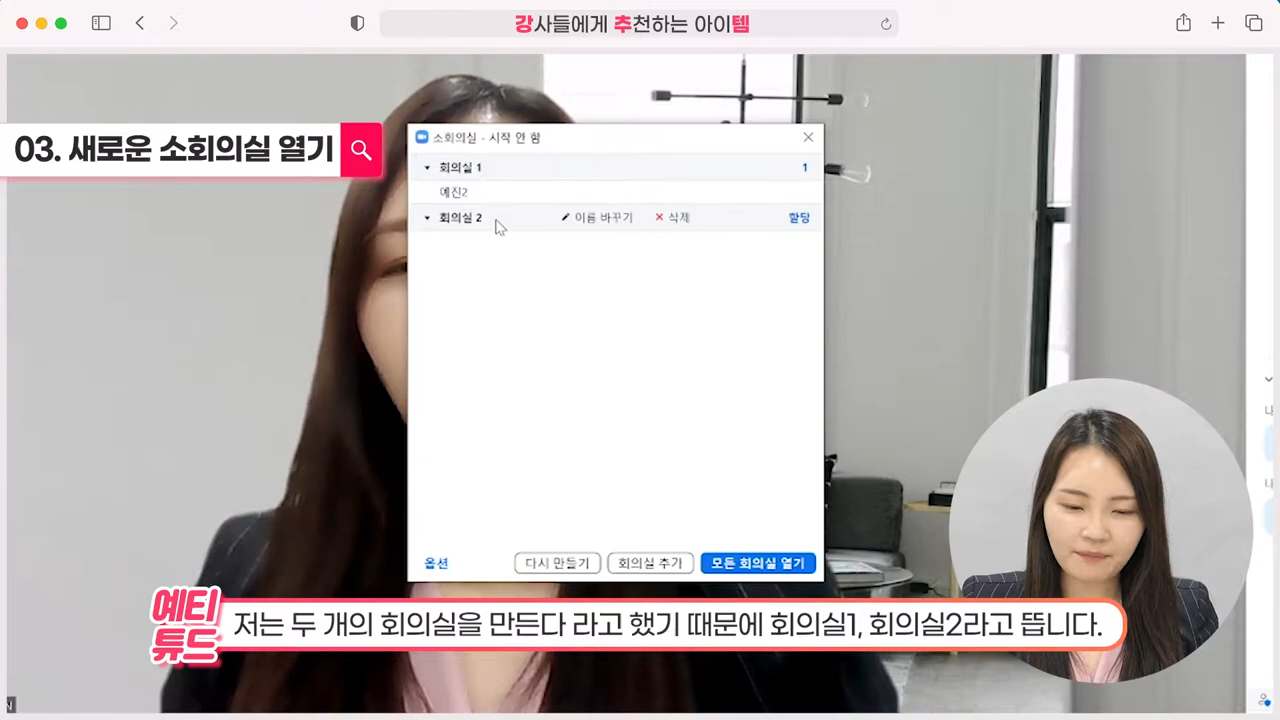 강사들에게 추천하는 아이템
03. 새로운 소회의실 열기
소회의실 - 시작 안 함
회의실 1 1
예진2
회의실 2 이름 바꾸기 삭제 할당
옵션 다시 만들기 회의실 추가 모든 회의실 열기
예티튜드
저는 두 개의 회의실을 만든다 라고 했기 때문에 회의실1, 회의실2라고 뜹니다.